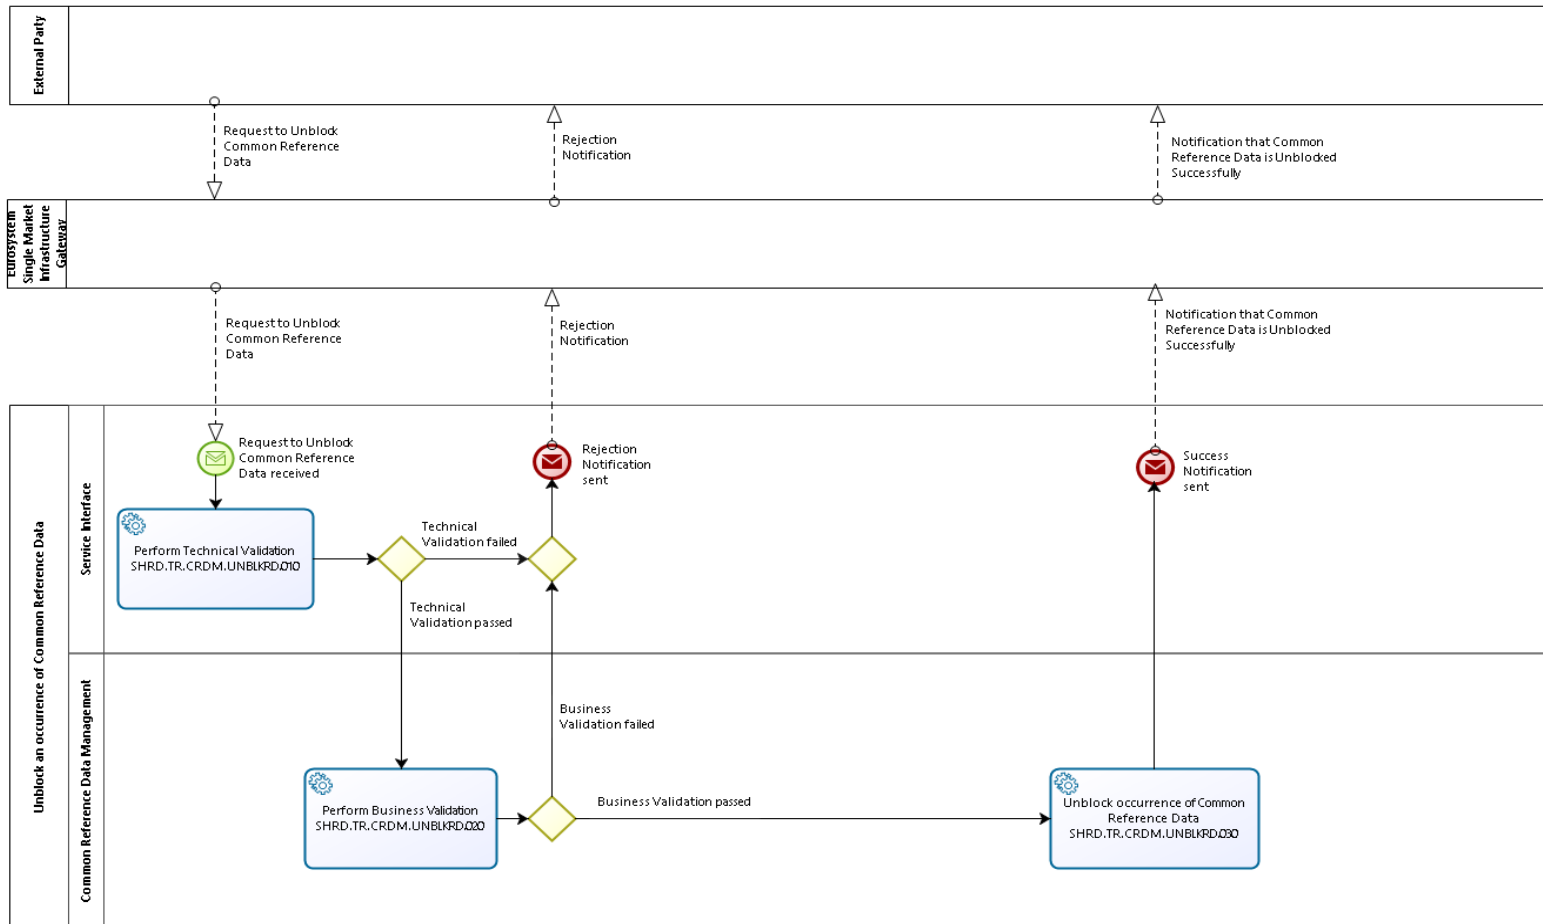 External Party
Request to Unblock
Common Reference
Data
Rejection
Notification
Notification that Common
Reference Data is Unblocked
Successfully
Eurosystem
Single Market
Infrastructure
Gateway
Request to Unblock
Common Reference
Data
Rejection
Notification
Notification that Common
Reference Data is Unblocked
Successfully
Unblock an occurrence of Common Reference Data
Service Interface
Request to Unblock
Common Reference
Data received
Rejection
Notification
sent
Success
Notification
sent
Perform Technical Validation
SHRD.TR.CRDM.UNBLKRD.010
Technical
Validation failed
Technical
Validation passed
Common Reference Data Management
Business
Validation failed
Perform Business Validation
SHRD.TR.CRDM.UNBLKRD.020
Business Validation passed
Unblock occurrence of Common
Reference Data
SHRD.TR.CRDM.UNBLKRD.030